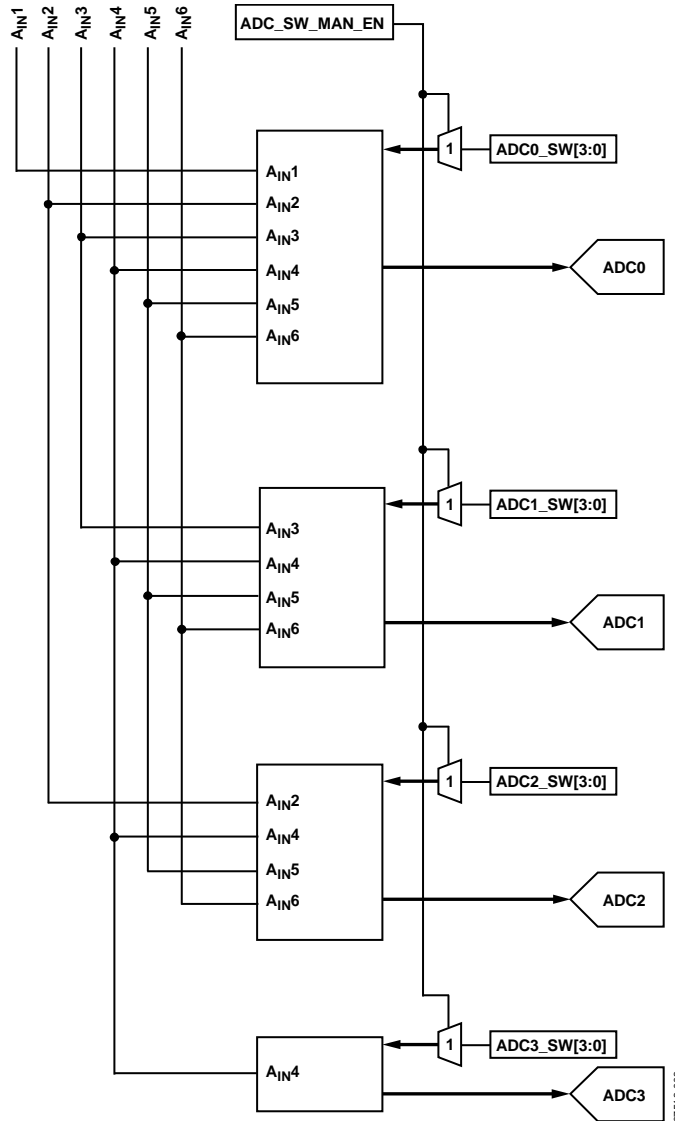 AIN1
AIN2
AIN3
AIN4
AIN5
AIN6
ADC_SW_MAN_EN
1
ADC0_SW[3:0]
AIN1
AIN2
AIN3
AIN4
AIN5
AIN6
ADC0
1
ADC1_SW[3:0]
AIN3
AIN4
AIN5
AIN6
ADC1
1
ADC2_SW[3:0]
AIN2
AIN4
AIN5
AIN6
ADC2
1
ADC3_SW[3:0]
AIN4
ADC3